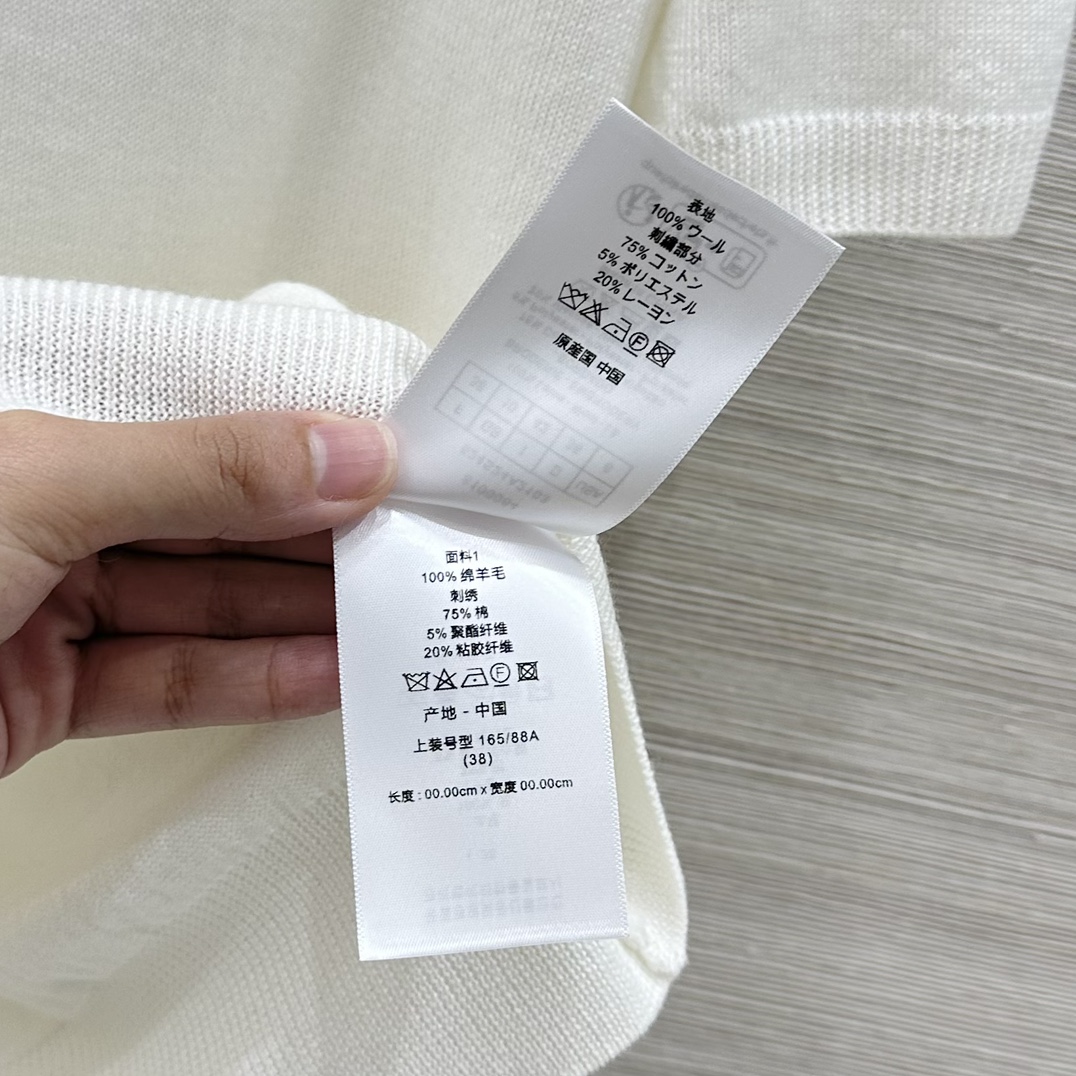 表地
100% ウール
刺繍部分
75% コットン
5% ポリエステル
20% レーヨン
F
原産国 中国
面料1
100% 绵羊毛
刺绣
75% 棉
5% 聚酯纤维
20% 粘胶纤维
F
产地 - 中国
上装号型 165/88A
(38)
长度 : 00.00cm x 宽度 00.00cm